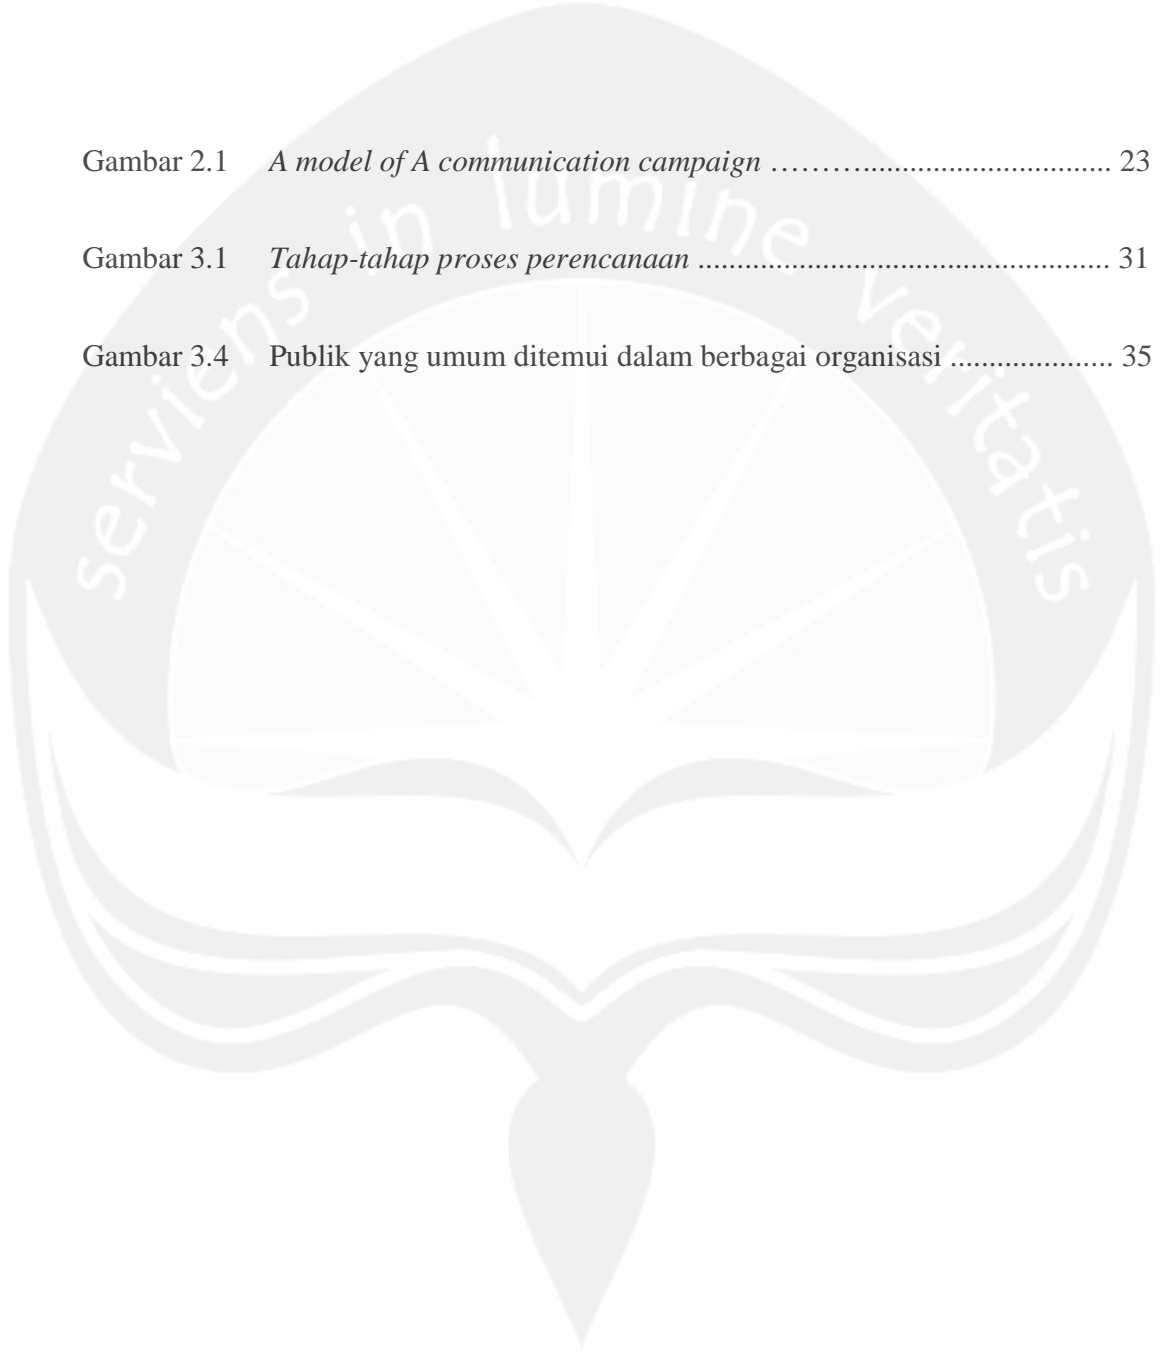 Gambar 2.1 A model of A communication campaign ………................................ 23
Gambar 3.1 Tahap-tahap proses perencanaan ..................................................... 31
Gambar 3.4 Publik yang umum ditemui dalam berbagai organisasi ..................... 35
serviens in lumine veritatis